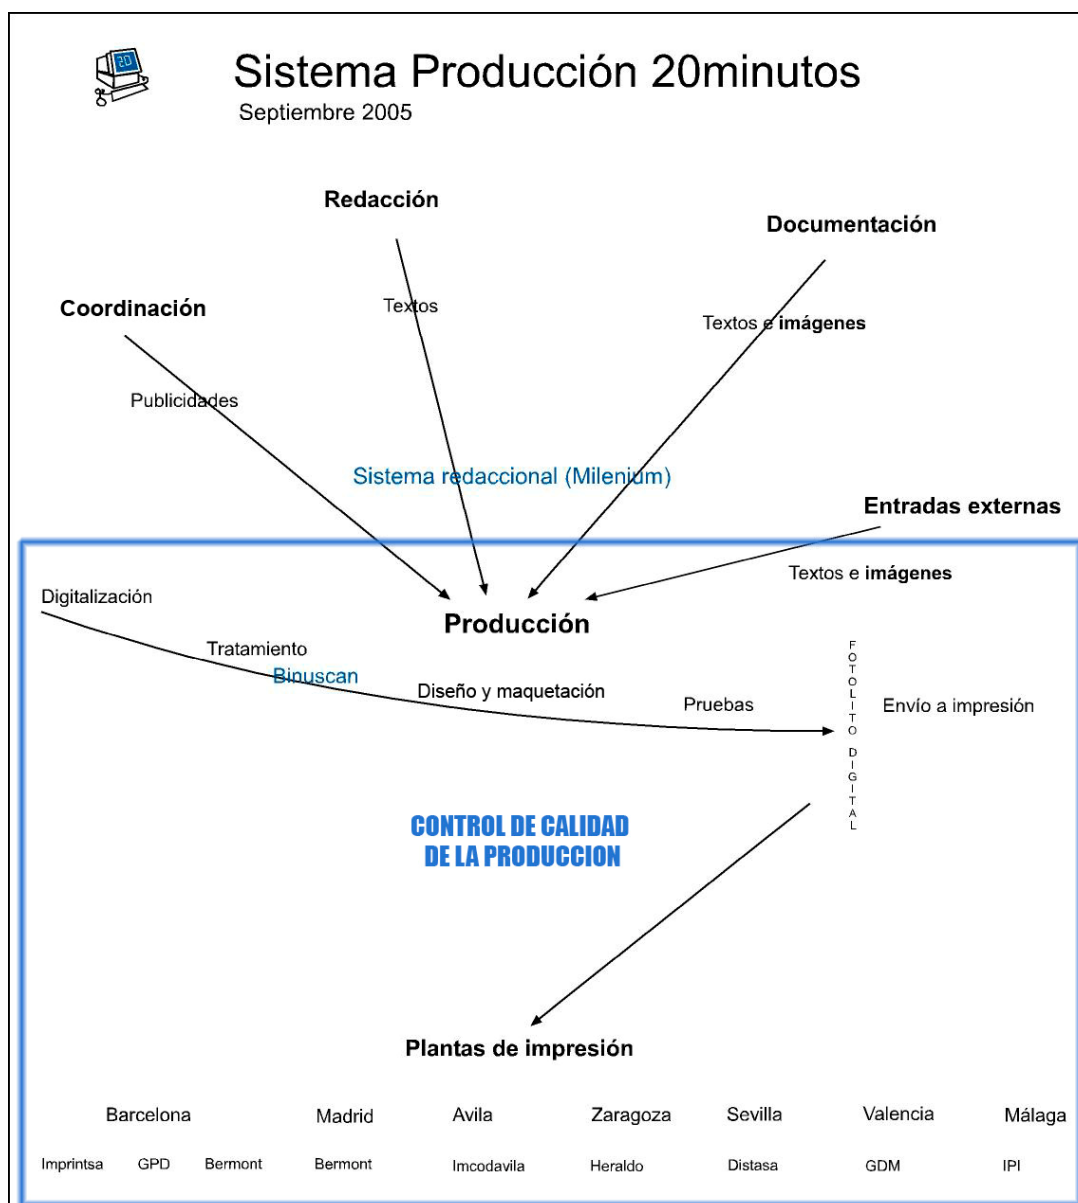 20
Sistema Producción 20minutos
Septiembre 2005
Redacción
Documentación
Coordinación
Textos
Textos e imágenes
Publicidades
Sistema redaccional (Milenium)
Entradas externas
Textos e imágenes
Digitalización
Producción
Tratamiento
Binuscan
Diseño y maquetación
Pruebas
FOTOLITO DIGITAL
Envío a impresión
CONTROL DE CALIDAD
DE LA PRODUCCION
Plantas de impresión
Barcelona Madrid Avila Zaragoza Sevilla Valencia Málaga
Imprintsa GPD Bermont Bermont Imcodavila Heraldo Distasa GDM IPI